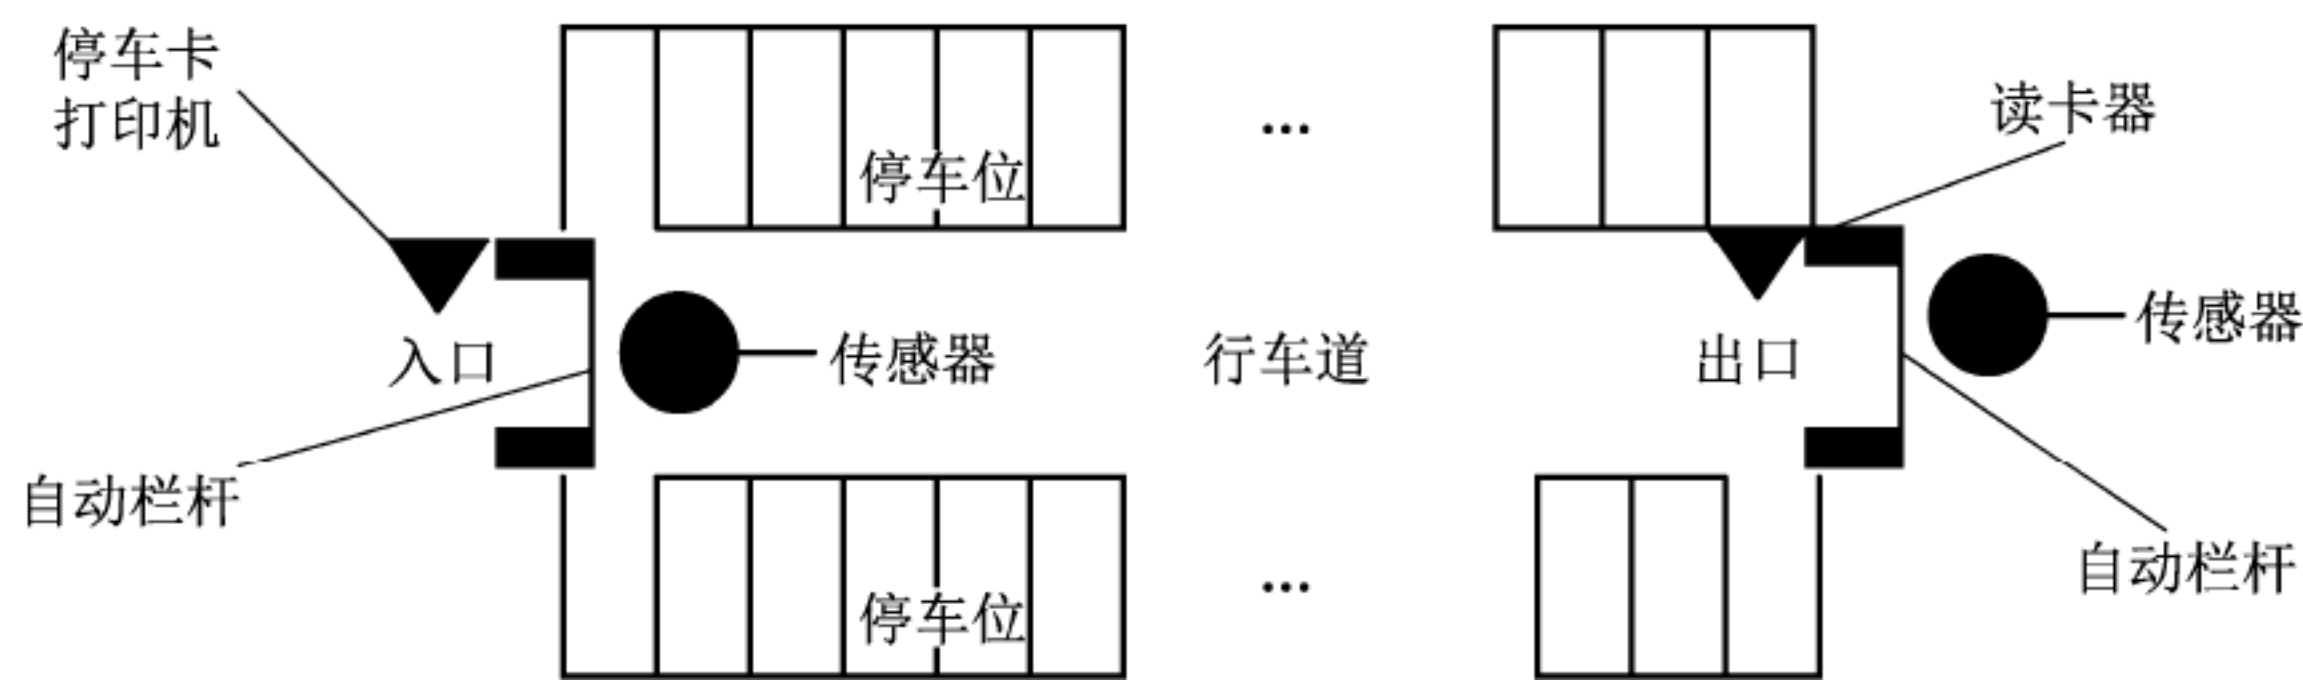 停车卡
打印机
停车位
...
读卡器
入口
传感器
行车道
出口
传感器
自动栏杆
停车位
...
自动栏杆